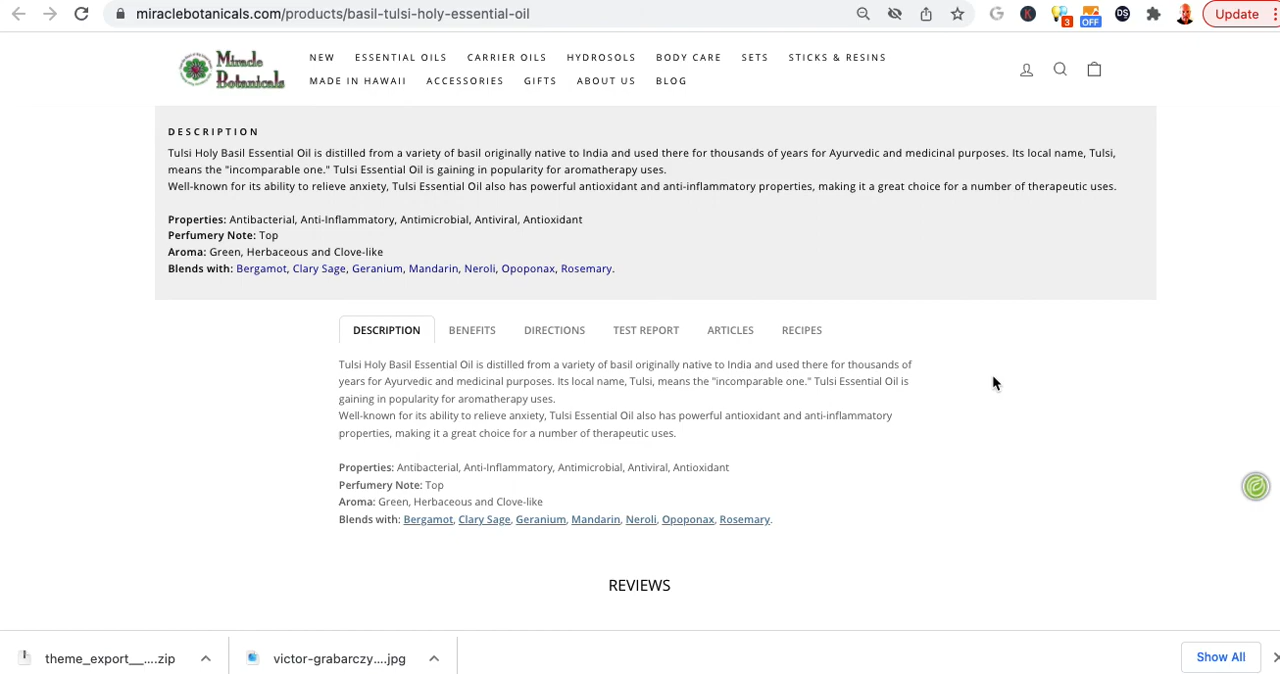 miraclebotanicals.com/products/basil-tulsi-holy-essential-oil
G K 3 OFF DS Update
Miracle Botanicals
NEW ESSENTIAL OILS CARRIER OILS HYDROSOLS BODY CARE SETS STICKS & RESINS
MADE IN HAWAII ACCESSORIES GIFTS ABOUT US BLOG
DESCRIPTION
Tulsi Holy Basil Essential Oil is distilled from a variety of basil originally native to India and used there for thousands of years for Ayurvedic and medicinal purposes. Its local name, Tulsi,
means the "incomparable one." Tulsi Essential Oil is gaining in popularity for aromatherapy uses.
Well-known for its ability to relieve anxiety, Tulsi Essential Oil also has powerful antioxidant and anti-inflammatory properties, making it a great choice for a number of therapeutic uses.
Properties: Antibacterial, Anti-Inflammatory, Antimicrobial, Antiviral, Antioxidant
Perfumery Note: Top
Aroma: Green, Herbaceous and Clove-like
Blends with: Bergamot, Clary Sage, Geranium, Mandarin, Neroli, Opoponax, Rosemary.
DESCRIPTION BENEFITS DIRECTIONS TEST REPORT ARTICLES RECIPES
Tulsi Holy Basil Essential Oil is distilled from a variety of basil originally native to India and used there for thousands of
years for Ayurvedic and medicinal purposes. Its local name, Tulsi, means the "incomparable one." Tulsi Essential Oil is
gaining in popularity for aromatherapy uses.
Well-known for its ability to relieve anxiety, Tulsi Essential Oil also has powerful antioxidant and anti-inflammatory
properties, making it a great choice for a number of therapeutic uses.
Properties: Antibacterial, Anti-Inflammatory, Antimicrobial, Antiviral, Antioxidant
Perfumery Note: Top
Aroma: Green, Herbaceous and Clove-like
Blends with: Bergamot, Clary Sage, Geranium, Mandarin, Neroli, Opoponax, Rosemary.
REVIEWS
theme_export__....zip victor-grabarczy....jpg Show All